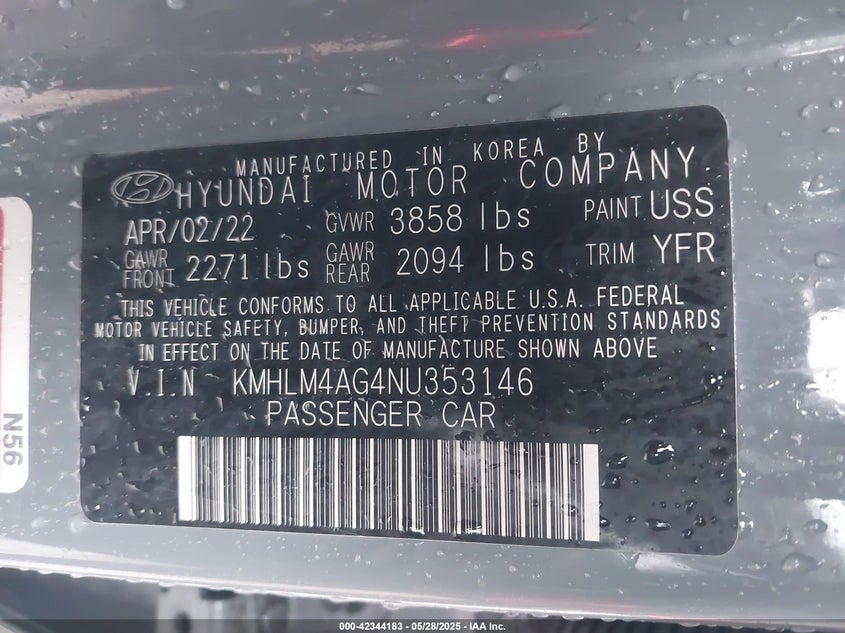 MANUFACTURED IN KOREA BY
HYUNDAI MOTOR COMPANY
APR/02/22 GVWR 3858 lbs PAINT USS
GAWR FRONT 2271 lbs GAWR REAR 2094 lbs TRIM YFR
THIS VEHICLE CONFORMS TO ALL APPLICABLE U.S.A. FEDERAL
MOTOR VEHICLE SAFETY, BUMPER, AND THEFT PREVENTION STANDARDS
IN EFFECT ON THE DATE OF MANUFACTURE SHOWN ABOVE
V.I.N KMHLM4AG4NU353146
PASSENGER CAR
N56
000-42344183 - 05/28/2025 - IAA Inc.